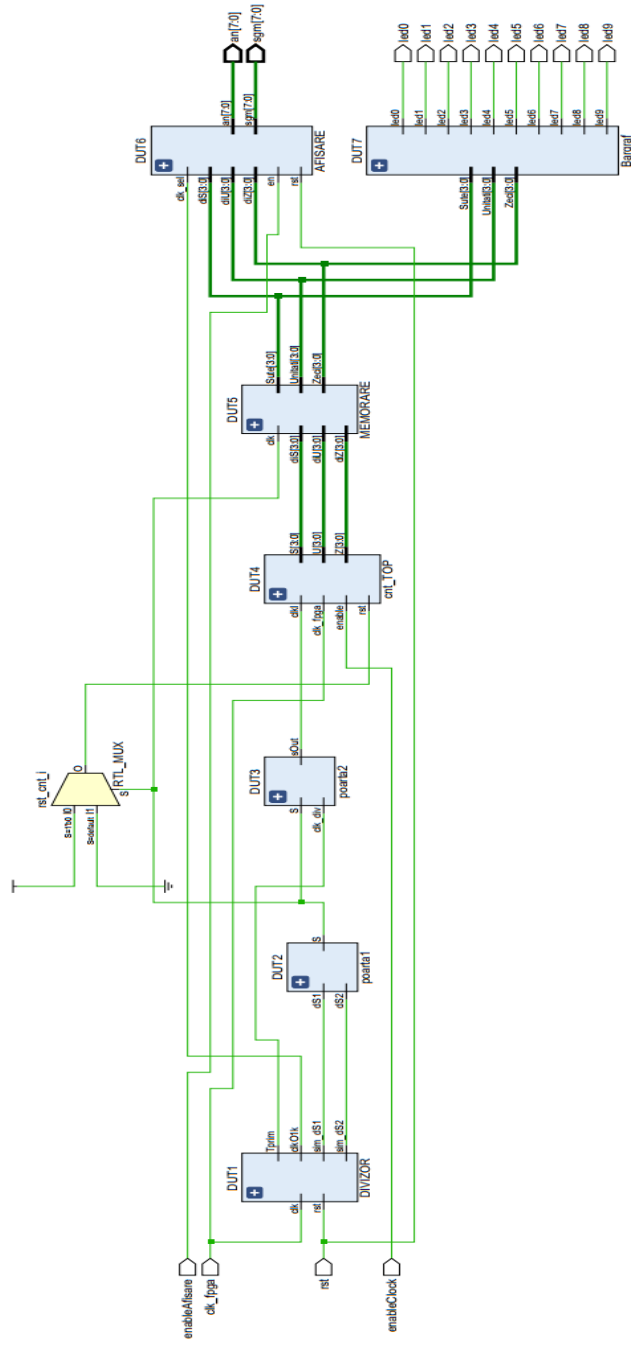 enableAfisare
clk_fpga
rst
enableClock
DUT1
clk
rst
Tprim
clkO1k
sim_dS1
sim_dS2
DIVIZOR
DUT2
dS1
dS2
S
poarta1
rst_cnt_i
S=1'b0 I0
S=default I1
S
O
RTL_MUX
DUT3
S
clk_div
sOut
poarta2
DUT4
clk_fpga
enable
rst
S[3:0]
U[3:0]
Z[3:0]
cnt_TOP
DUT5
clk
diS[3:0]
diU[3:0]
diZ[3:0]
Sute[3:0]
Unitati[3:0]
Zeci[3:0]
MEMORARE
DUT6
clk_sel
diS[3:0]
diU[3:0]
diZ[3:0]
en
rst
an[7:0]
sgm[7:0]
AFISARE
an[7:0]
sgm[7:0]
DUT7
Sute[3:0]
Unitati[3:0]
Zeci[3:0]
led0
led1
led2
led3
led4
led5
led6
led7
led8
led9
Bargraf
led0
led1
led2
led3
led4
led5
led6
led7
led8
led9